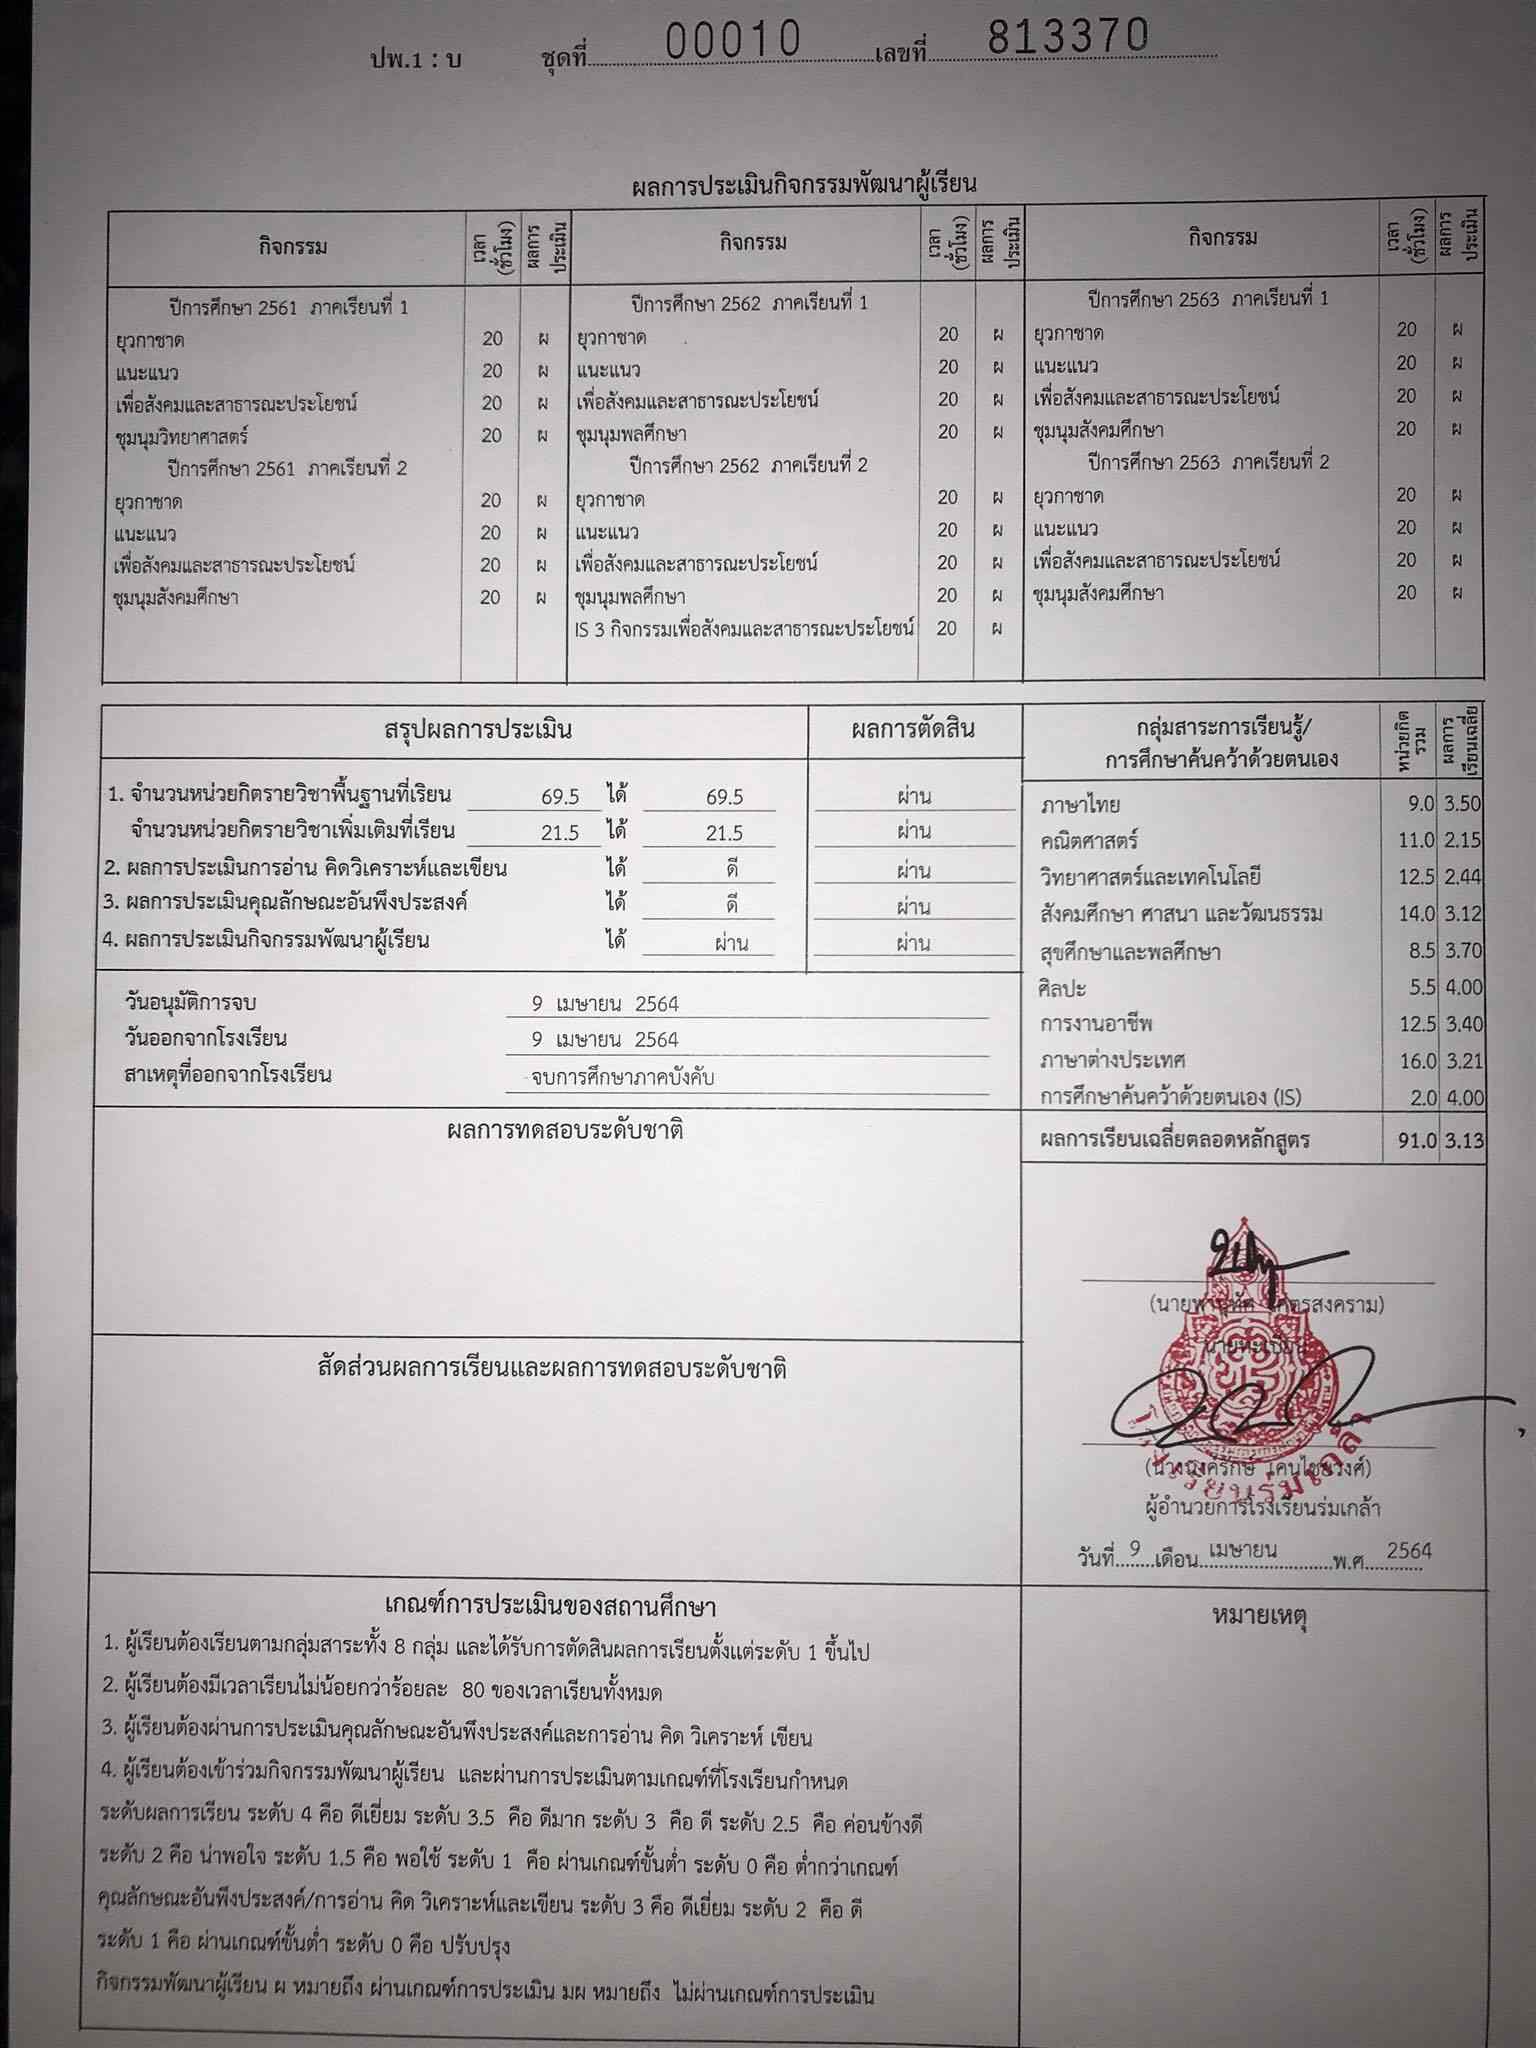 ปพ.1 : บ ชุดที่ 00010 เลขที่ 813370
ผลการประเมินกิจกรรมพัฒนาผู้เรียน
กิจกรรม เวลา (ชั่วโมง) ผลการประเมิน กิจกรรม เวลา (ชั่วโมง) ผลการประเมิน กิจกรรม เวลา (ชั่วโมง) ผลการประเมิน
ปีการศึกษา 2561 ภาคเรียนที่ 1 ปีการศึกษา 2562 ภาคเรียนที่ 1 ปีการศึกษา 2563 ภาคเรียนที่ 1
ยุวกาชาด 20 ผ ยุวกาชาด 20 ผ ยุวกาชาด 20 ผ
แนะแนว 20 ผ แนะแนว 20 ผ แนะแนว 20 ผ
เพื่อสังคมและสาธารณะประโยชน์ 20 ผ เพื่อสังคมและสาธารณะประโยชน์ 20 ผ เพื่อสังคมและสาธารณะประโยชน์ 20 ผ
ชุมนุมวิทยาศาสตร์ 20 ผ ชุมนุมพลศึกษา 20 ผ ชุมนุมสังคมศึกษา 20 ผ
ปีการศึกษา 2561 ภาคเรียนที่ 2 ปีการศึกษา 2562 ภาคเรียนที่ 2 ปีการศึกษา 2563 ภาคเรียนที่ 2
ยุวกาชาด 20 ผ ยุวกาชาด 20 ผ ยุวกาชาด 20 ผ
แนะแนว 20 ผ แนะแนว 20 ผ แนะแนว 20 ผ
เพื่อสังคมและสาธารณะประโยชน์ 20 ผ เพื่อสังคมและสาธารณะประโยชน์ 20 ผ เพื่อสังคมและสาธารณะประโยชน์ 20 ผ
ชุมนุมสังคมศึกษา 20 ผ ชุมนุมพลศึกษา 20 ผ ชุมนุมสังคมศึกษา 20 ผ
IS 3 กิจกรรมเพื่อสังคมและสาธารณะประโยชน์ 20 ผ
สรุปผลการประเมิน ผลการตัดสิน
1. จำนวนหน่วยกิตรายวิชาพื้นฐานที่เรียน 69.5 ได้ 69.5 ผ่าน
จำนวนหน่วยกิตรายวิชาเพิ่มเติมที่เรียน 21.5 ได้ 21.5 ผ่าน
2. ผลการประเมินการอ่าน คิดวิเคราะห์และเขียน ได้ ดี ผ่าน
3. ผลการประเมินคุณลักษณะอันพึงประสงค์ ได้ ดี ผ่าน
4. ผลการประเมินกิจกรรมพัฒนาผู้เรียน ได้ ผ่าน ผ่าน
วันอนุมัติการจบ 9 เมษายน 2564
วันออกจากโรงเรียน 9 เมษายน 2564
สาเหตุที่ออกจากโรงเรียน จบการศึกษาภาคบังคับ
กลุ่มสาระการเรียนรู้/ หน่วยกิตรวม ผลการเรียนเฉลี่ย
การศึกษาค้นคว้าด้วยตนเอง
ภาษาไทย 9.0 3.50
คณิตศาสตร์ 11.0 2.15
วิทยาศาสตร์และเทคโนโลยี 12.5 2.44
สังคมศึกษา ศาสนา และวัฒนธรรม 14.0 3.12
สุขศึกษาและพลศึกษา 8.5 3.70
ศิลปะ 5.5 4.00
การงานอาชีพ 12.5 3.40
ภาษาต่างประเทศ 16.0 3.21
การศึกษาค้นคว้าด้วยตนเอง (IS) 2.0 4.00
ผลการเรียนเฉลี่ยตลอดหลักสูตร 91.0 3.13
ผลการทดสอบระดับชาติ
สัดส่วนผลการเรียนและผลการทดสอบระดับชาติ
นายทะเบียน
โรงเรียนร่มเกล้า
ผู้อำนวยการโรงเรียนร่มเกล้า
วันที่ 9 เดือน เมษายน พ.ศ. 2564
เกณฑ์การประเมินของสถานศึกษา
1. ผู้เรียนต้องเรียนตามกลุ่มสาระทั้ง 8 กลุ่ม และได้รับการตัดสินผลการเรียนตั้งแต่ระดับ 1 ขึ้นไป
2. ผู้เรียนต้องมีเวลาเรียนไม่น้อยกว่าร้อยละ 80 ของเวลาเรียนทั้งหมด
3. ผู้เรียนต้องผ่านการประเมินคุณลักษณะอันพึงประสงค์และการอ่าน คิด วิเคราะห์ เขียน
4. ผู้เรียนต้องเข้าร่วมกิจกรรมพัฒนาผู้เรียน และผ่านการประเมินตามเกณฑ์ที่โรงเรียนกำหนด
ระดับผลการเรียน ระดับ 4 คือ ดีเยี่ยม ระดับ 3.5 คือ ดีมาก ระดับ 3 คือ ดี ระดับ 2.5 คือ ค่อนข้างดี
ระดับ 2 คือ น่าพอใจ ระดับ 1.5 คือ พอใช้ ระดับ 1 คือ ผ่านเกณฑ์ขั้นต่ำ ระดับ 0 คือ ต่ำกว่าเกณฑ์
คุณลักษณะอันพึงประสงค์/การอ่าน คิด วิเคราะห์และเขียน ระดับ 3 คือ ดีเยี่ยม ระดับ 2 คือ ดี
ระดับ 1 คือ ผ่านเกณฑ์ขั้นต่ำ ระดับ 0 คือ ปรับปรุง
กิจกรรมพัฒนาผู้เรียน ผ หมายถึง ผ่านเกณฑ์การประเมิน มผ หมายถึง ไม่ผ่านเกณฑ์การประเมิน
หมายเหตุ